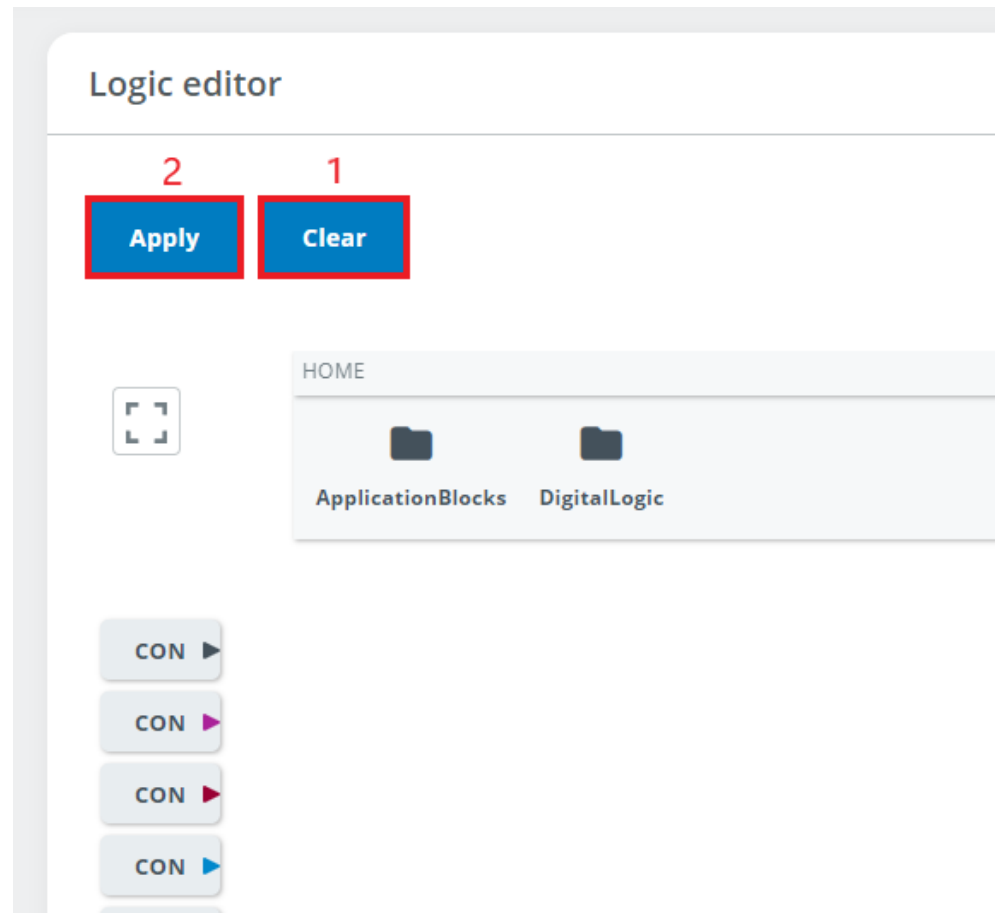 Logic editor
2 1
Apply Clear
HOME
ApplicationBlocks DigitalLogic
CON
CON
CON
CON